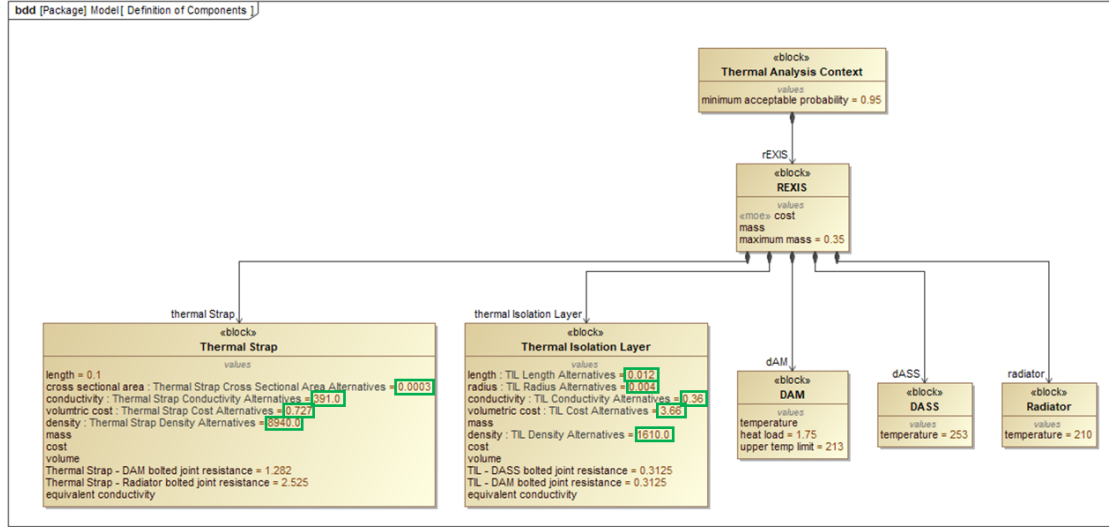 bdd [Package] Model[ Definition of Components ]
«block»
Thermal Analysis Context
values
minimum acceptable probability = 0.95
rEXIS
«block»
REXIS
values
«moe» cost
mass
maximum mass = 0.35
thermal Strap
«block»
Thermal Strap
values
length = 0.1
cross sectional area : Thermal Strap Cross Sectional Area Alternatives = 0.0003
conductivity : Thermal Strap Conductivity Alternatives = 391.0
volumtric cost : Thermal Strap Cost Alternatives = 0.727
density : Thermal Strap Density Alternatives = 8940.0
mass
cost
volume
Thermal Strap - DAM bolted joint resistance = 1.282
Thermal Strap - Radiator bolted joint resistance = 2.525
equivalent conductivity
thermal Isolation Layer
«block»
Thermal Isolation Layer
values
length : TIL Length Alternatives = 0.012
radius : TIL Radius Alternatives = 0.004
conductivity : TIL Conductivity Alternatives = 0.36
volumetric cost : TIL Cost Alternatives = 3.66
mass
density : TIL Density Alternatives = 1610.0
cost
volume
TIL - DASS bolted joint resistance = 0.3125
TIL - DAM bolted joint resistance = 0.3125
equivalent conductivity
dAM
«block»
DAM
values
temperature
heat load = 1.75
upper temp limit = 213
dASS
«block»
DASS
values
temperature = 253
radiator
«block»
Radiator
values
temperature = 210